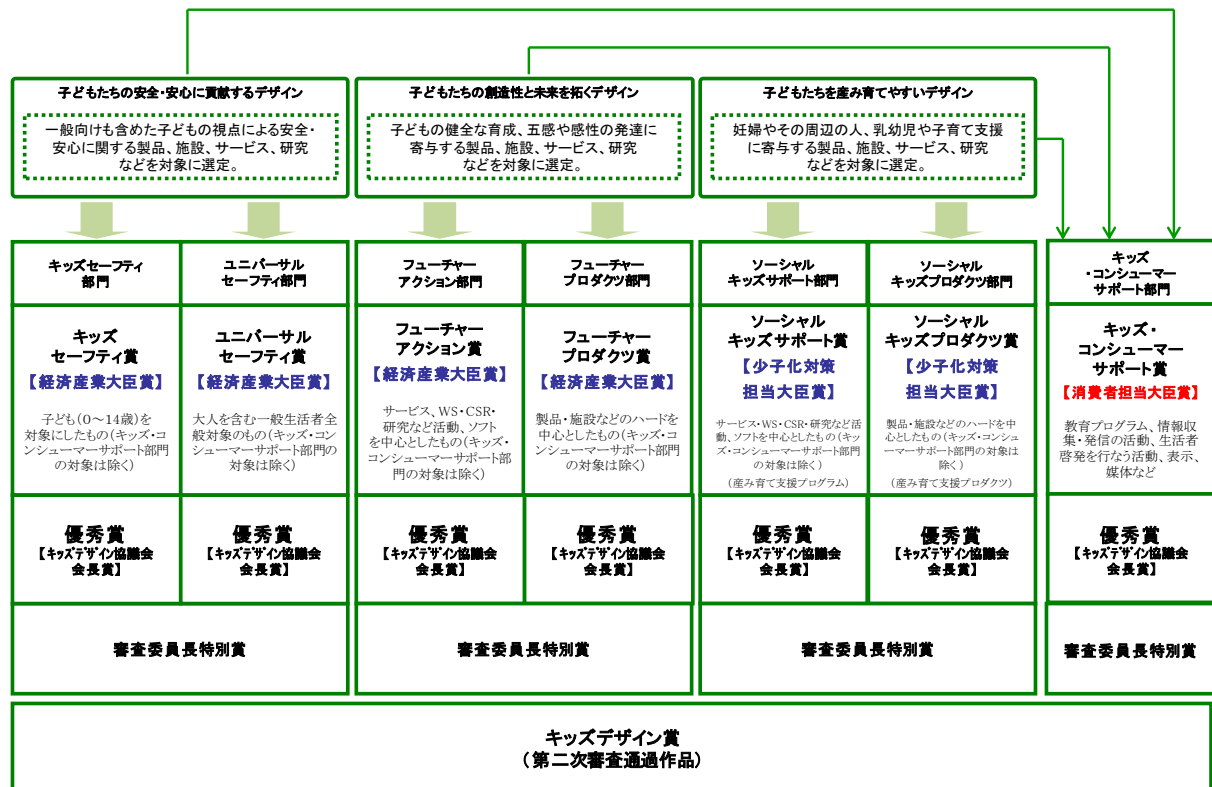 子どもたちの安全・安心に貢献するデザイン
一般向けも含めた子どもの視点による安全・
安心に関する製品、施設、サービス、研究
などを対象に選定。
子どもたちの創造性と未来を拓くデザイン
子どもの健全な育成、五感や感性の発達に
寄与する製品、施設、サービス、研究
などを対象に選定。
子どもたちを産み育てやすいデザイン
妊婦やその周辺の人、乳幼児や子育て支援
に寄与する製品、施設、サービス、研究
などを対象に選定。
キッズセーフティ
部門
ユニバーサル
セーフティ部門
フューチャー
アクション部門
フューチャー
プロダクツ部門
ソーシャル
キッズサポート部門
ソーシャル
キッズプロダクツ部門
キッズ
・コンシューマー
サポート部門
キッズ
セーフティ賞
【経済産業大臣賞】
子ども(0～14歳)を
対象にしたもの(キッズ・コ
ンシューマーサポート部門
の対象は除く)
ユニバーサル
セーフティ賞
【経済産業大臣賞】
大人を含む一般生活者全
般対象のもの(キッズ・コン
シューマーサポート部門の
対象は除く)
フューチャー
アクション賞
【経済産業大臣賞】
サービス、WS・CSR・
研究など活動、ソフト
を中心としたもの(キッズ・
コンシューマーサポート部
門の対象は除く)
フューチャー
プロダクツ賞
【経済産業大臣賞】
製品・施設などのハードを
中心としたもの(キッズ・コ
ンシューマーサポート部門
の対象は除く)
ソーシャル
キッズサポート賞
【少子化対策
担当大臣賞】
サービス・WS・CSR・研究など活
動、ソフトを中心としたもの(キッ
ズ・コンシューマーサポート部門
の対象は除く)
(産み育て支援プログラム)
ソーシャル
キッズプロダクツ賞
【少子化対策
担当大臣賞】
製品・施設などのハードを中
心としたもの(キッズ・コンシュ
ーマーサポート部門の対象は
除く)
(産み育て支援プロダクツ)
キッズ・
コンシューマー
サポート賞
【消費者担当大臣賞】
教育プログラム、情報収
集・発信の活動、生活者
啓発を行なう活動、表示、
媒体など
優秀賞
【キッズデザイン協議会
会長賞】
優秀賞
【キッズデザイン協議会
会長賞】
優秀賞
【キッズデザイン協議会
会長賞】
優秀賞
【キッズデザイン協議会
会長賞】
優秀賞
【キッズデザイン協議会
会長賞】
優秀賞
【キッズデザイン協議会
会長賞】
優秀賞
【キッズデザイン協議会
会長賞】
審査委員長特別賞
審査委員長特別賞
審査委員長特別賞
審査委員長特別賞
キッズデザイン賞
(第二次審査通過作品)